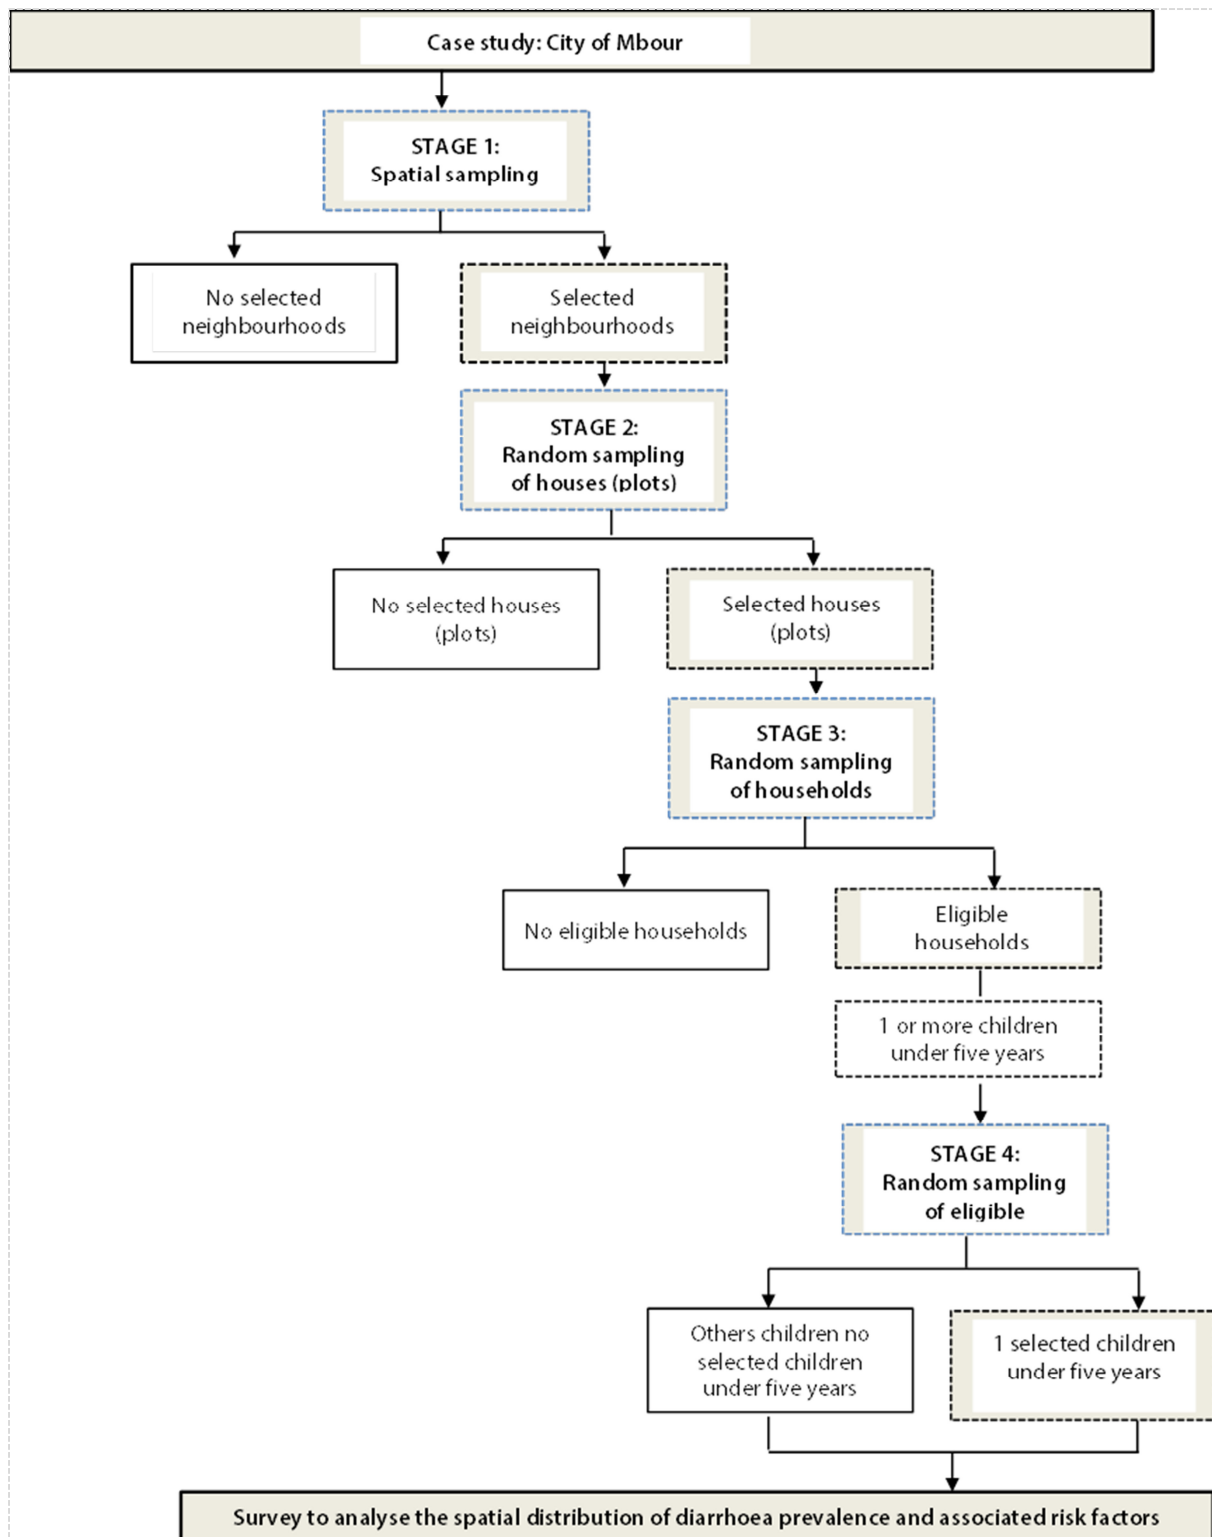 Case study: City of Mbour
STAGE 1:
Spatial sampling
No selected
neighbourhoods
Selected
neighbourhoods
STAGE 2:
Random sampling
of houses (plots)
No selected houses
(plots)
Selected houses
(plots)
STAGE 3:
Random sampling
of households
No eligible households
Eligible
households
1 or more children
under five years
STAGE 4:
Random sampling
of eligible
Others children no
selected children
under five years
1 selected children
under five years
Survey to analyse the spatial distribution of diarrhoea prevalence and associated risk factors